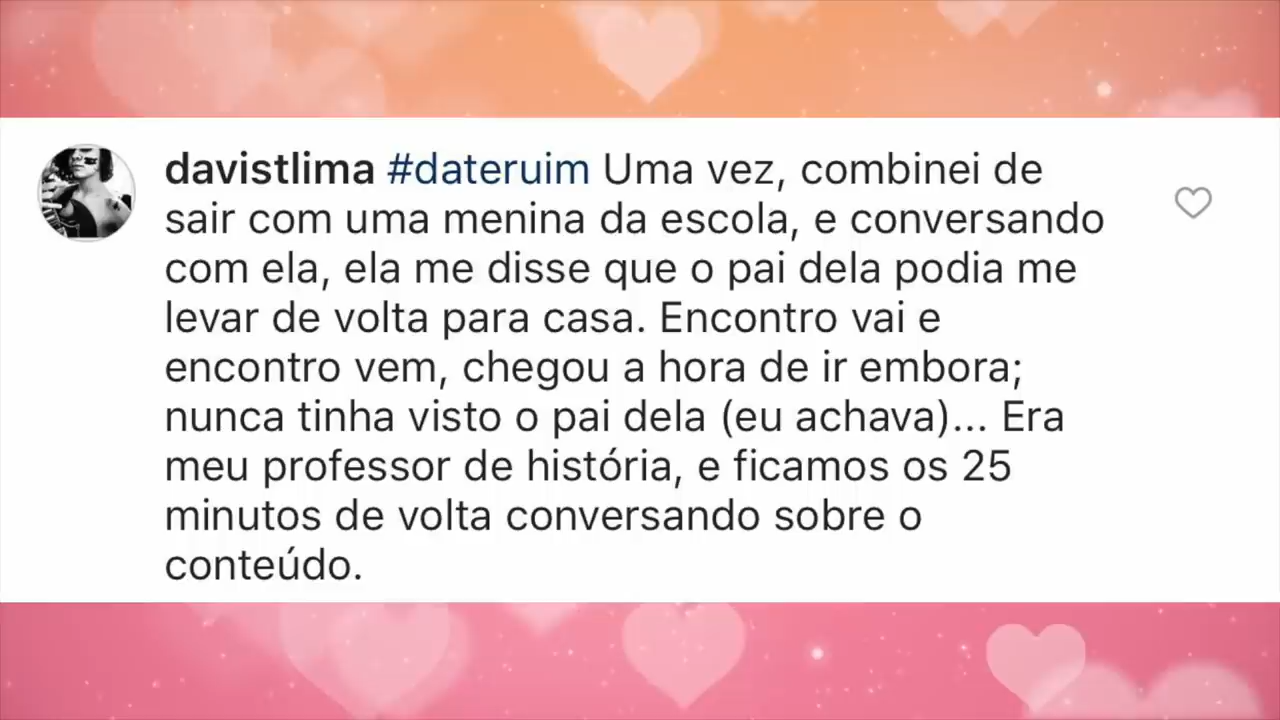 davistlima #dateruim Uma vez, combinei de
sair com uma menina da escola, e conversando
com ela, ela me disse que o pai dela podia me
levar de volta para casa. Encontro vai e
encontro vem, chegou a hora de ir embora;
nunca tinha visto o pai dela (eu achava)... Era
meu professor de história, e ficamos os 25
minutos de volta conversando sobre o
conteúdo.